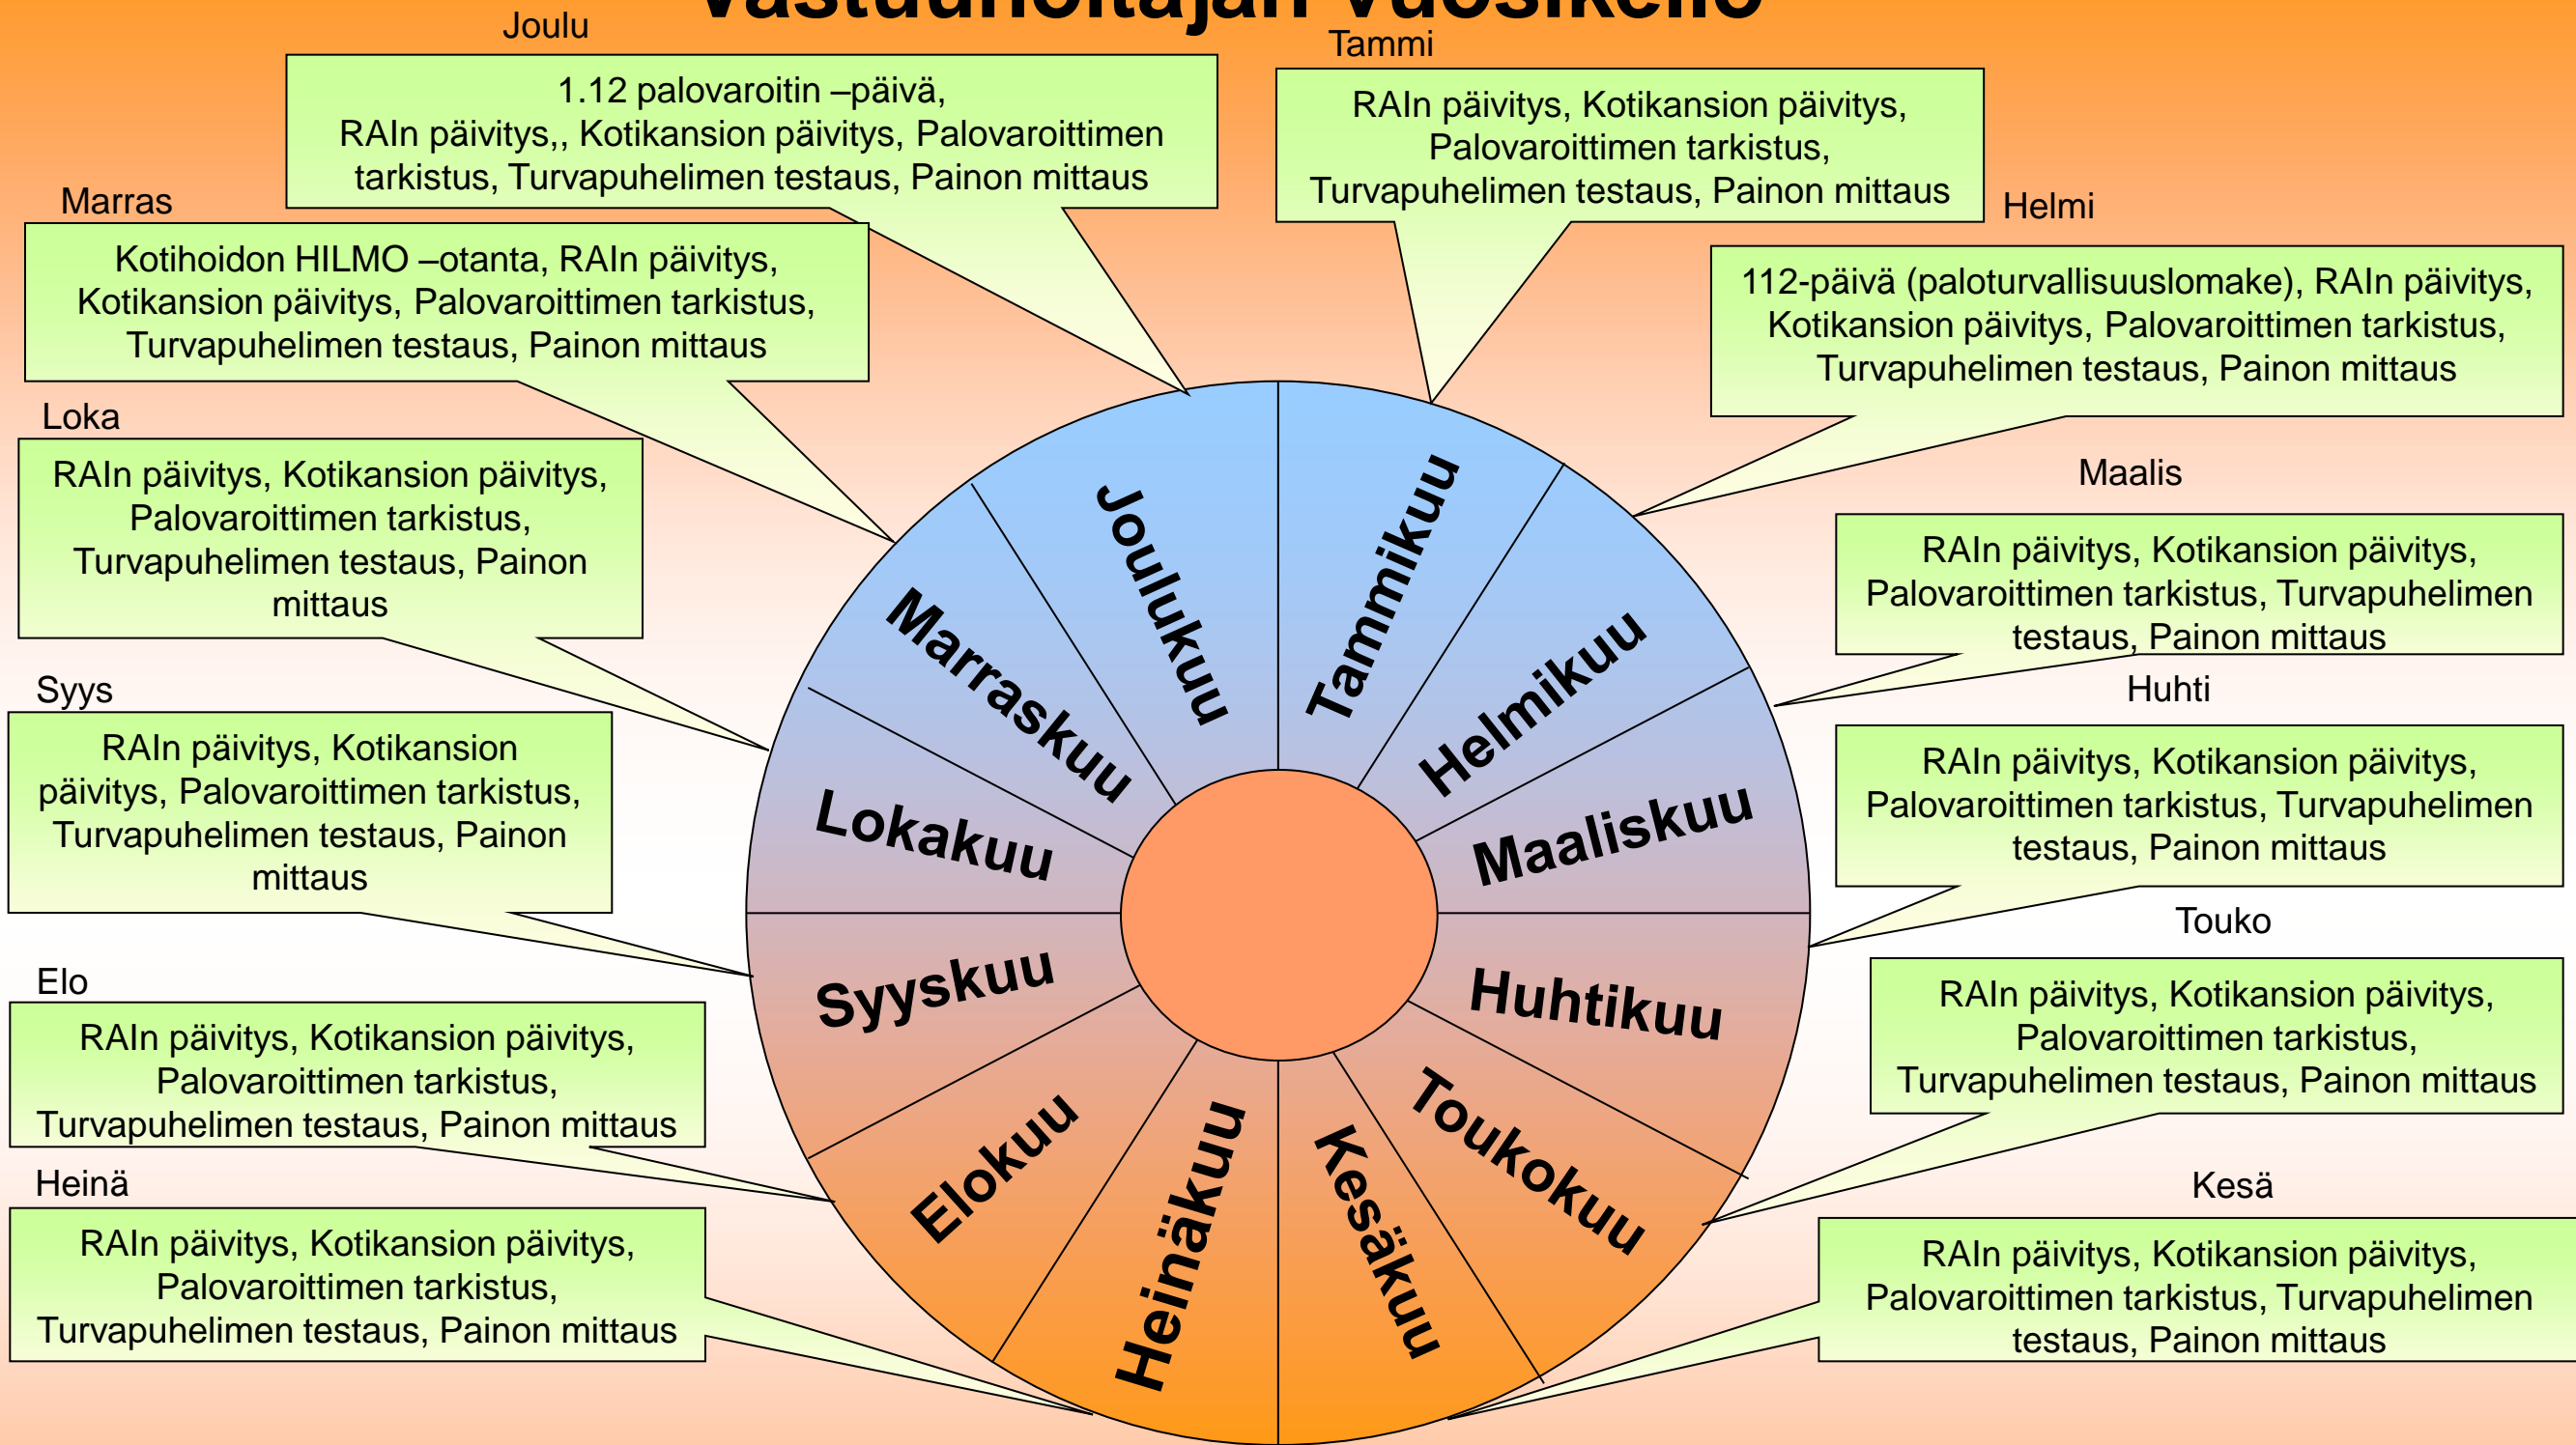 Vastuuhoitajan vuosikello
Joulu
1.12 palovaroitin –päivä,
RAIn päivitys,, Kotikansion päivitys, Palovaroittimen
tarkistus, Turvapuhelimen testaus, Painon mittaus
Tammi
RAIn päivitys, Kotikansion päivitys,
Palovaroittimen tarkistus,
Turvapuhelimen testaus, Painon mittaus
Marras
Kotihoidon HILMO –otanta, RAIn päivitys,
Kotikansion päivitys, Palovaroittimen tarkistus,
Turvapuhelimen testaus, Painon mittaus
Helmi
112-päivä (paloturvallisuuslomake), RAIn päivitys,
Kotikansion päivitys, Palovaroittimen tarkistus,
Turvapuhelimen testaus, Painon mittaus
Loka
RAIn päivitys, Kotikansion päivitys,
Palovaroittimen tarkistus,
Turvapuhelimen testaus, Painon
mittaus
Maalis
RAIn päivitys, Kotikansion päivitys,
Palovaroittimen tarkistus, Turvapuhelimen
testaus, Painon mittaus
Syys
RAIn päivitys, Kotikansion
päivitys, Palovaroittimen tarkistus,
Turvapuhelimen testaus, Painon
mittaus
Huhti
RAIn päivitys, Kotikansion päivitys,
Palovaroittimen tarkistus, Turvapuhelimen
testaus, Painon mittaus
Elo
RAIn päivitys, Kotikansion päivitys,
Palovaroittimen tarkistus,
Turvapuhelimen testaus, Painon mittaus
Touko
RAIn päivitys, Kotikansion päivitys,
Palovaroittimen tarkistus,
Turvapuhelimen testaus, Painon mittaus
Heinä
RAIn päivitys, Kotikansion päivitys,
Palovaroittimen tarkistus,
Turvapuhelimen testaus, Painon mittaus
Kesä
RAIn päivitys, Kotikansion päivitys,
Palovaroittimen tarkistus, Turvapuhelimen
testaus, Painon mittaus
Tammikuu
Helmikuu
Maaliskuu
Huhtikuu
Toukokuu
Kesäkuu
Heinäkuu
Elokuu
Syyskuu
Lokakuu
Marraskuu
Joulukuu